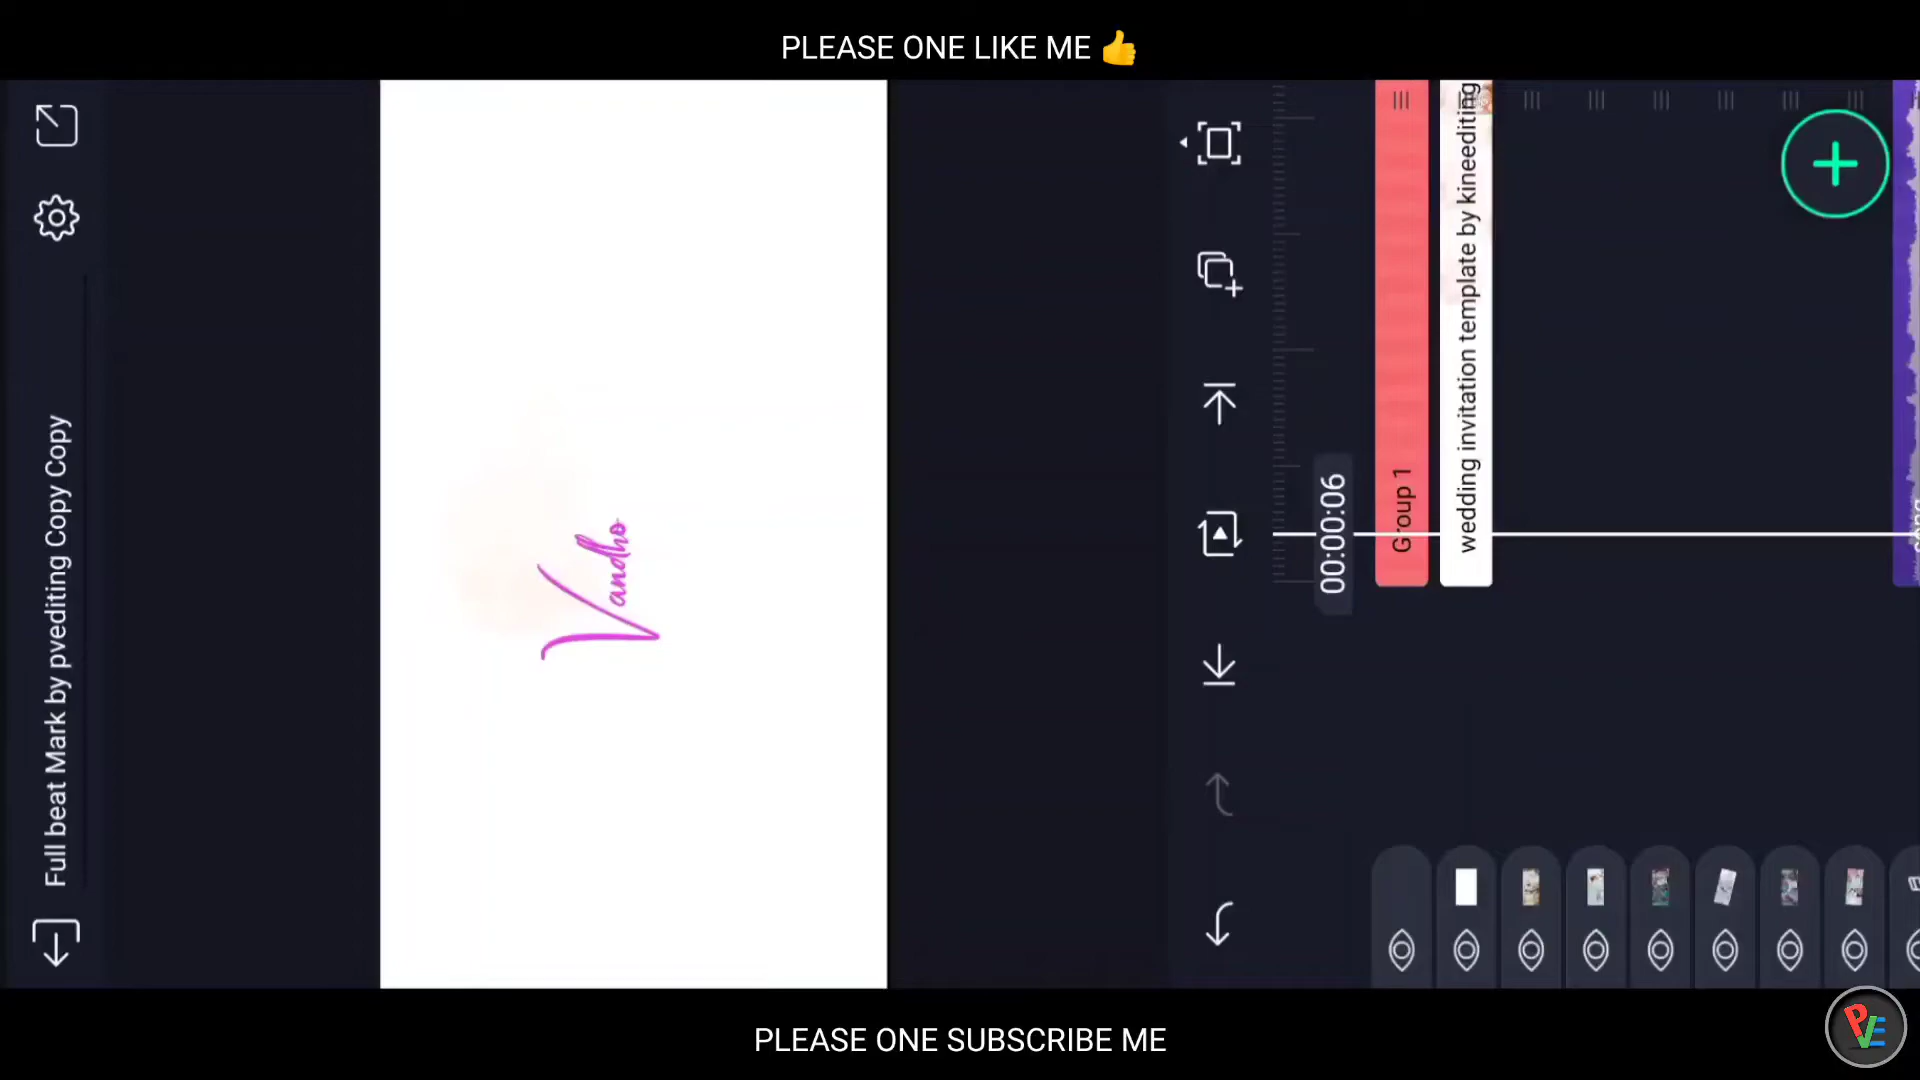 PLEASE ONE LIKE ME 👍
Full beat Mark by pvediting Copy Copy
Vandho
00:00:06
Group 1
wedding invitation template by kineediting
PLEASE ONE SUBSCRIBE ME
PVE